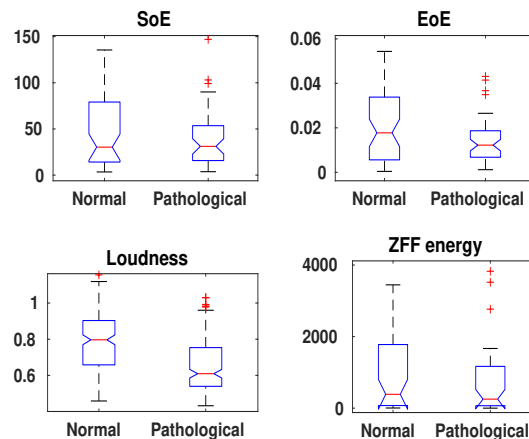 SoE
150
100
50
0
Normal Pathological
EoE
0.06
0.04
0.02
0
Normal Pathological
Loudness
1
0.8
0.6
Normal Pathological
ZFF energy
4000
2000
0
Normal Pathological